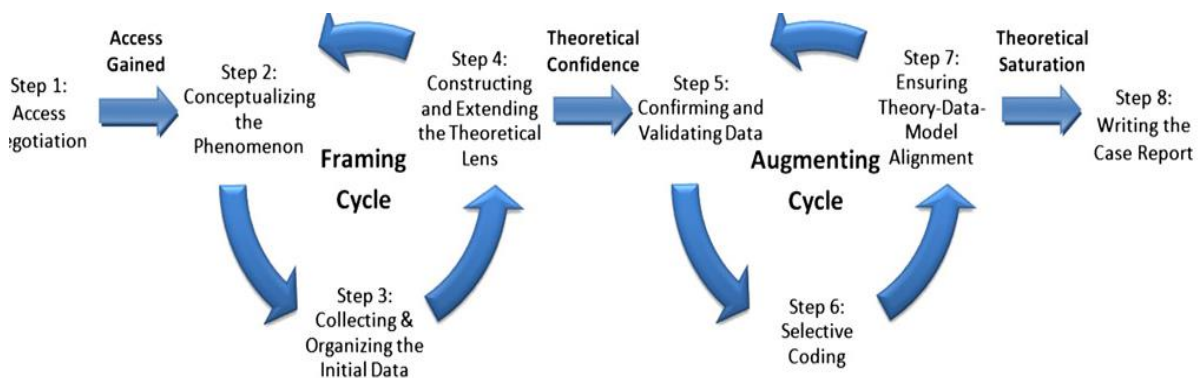 Access
Gained
Step 1:
Access
egotiation
Step 2:
Conceptualizing
the
Phenomenon
Framing
Cycle
Step 3:
Collecting &
Organizing the
Initial Data
Step 4:
Constructing
and Extending
the Theoretical
Lens
Theoretical
Confidence
Step 5:
Confirming and
Validating Data
Augmenting
Cycle
Step 6:
Selective
Coding
Step 7:
Ensuring
Theory-Data-
Model
Alignment
Theoretical
Saturation
Step 8:
Writing the
Case Report